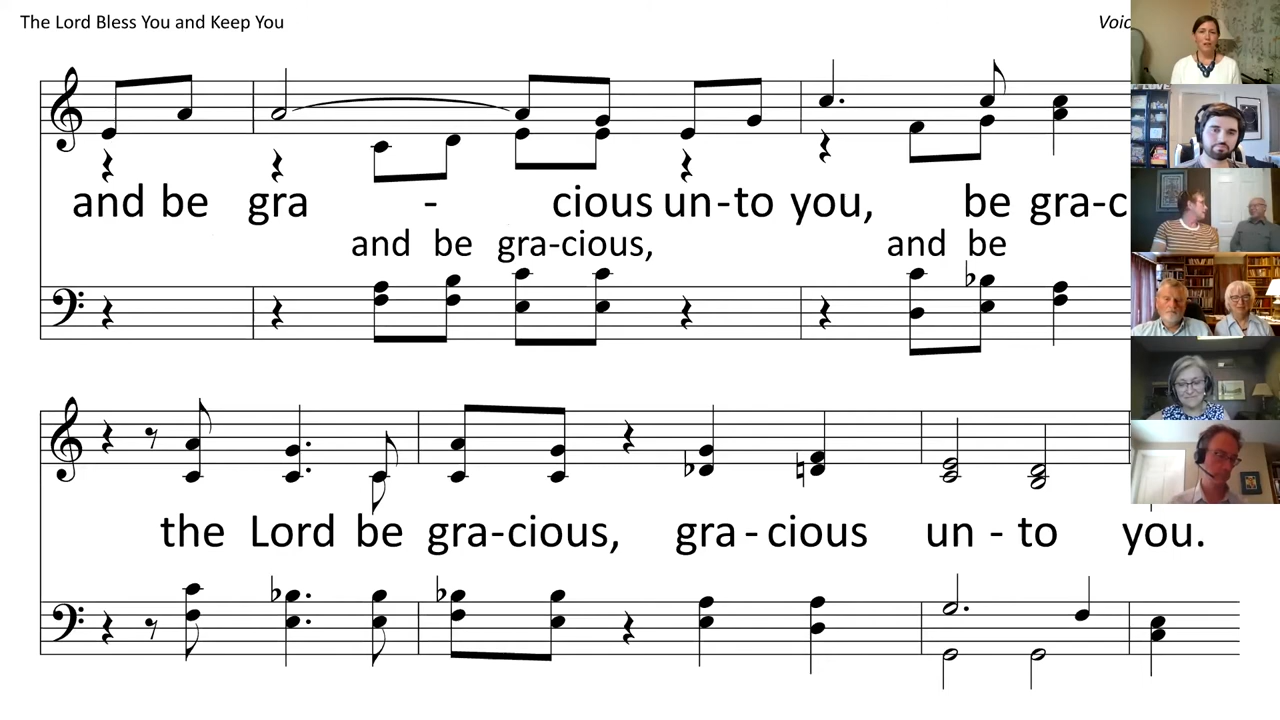 The Lord Bless You and Keep You
and be gra - cious un-to you, be gra-c
and be gra-cious, and be
the Lord be gra-cious, gra-cious un-to you.